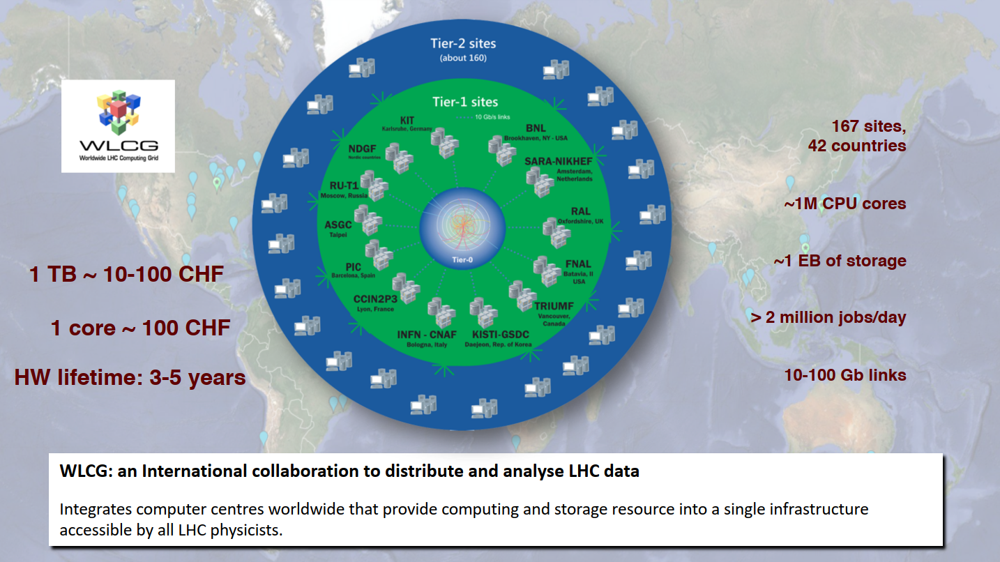 Tier-2 sites
(about 160)
Tier-1 sites
10 Gb/s links
KIT
Karlsruhe, Germany
BNL
Brookhaven, NY - USA
NDGF
Nordic countries
SARA-NIKHEF
Amsterdam,
Netherlands
RU-T1
Moscow, Russia
RAL
Oxfordshire, UK
ASGC
Taipei
Tier-0
PIC
Barcelona, Spain
FNAL
Batavia, Il
USA
CCIN2P3
Lyon, France
TRIUMF
Vancouver,
Canada
INFN - CNAF
Bologna, Italy
KISTI-GSDC
Daejeon, Rep. of Korea
WLCG
Worldwide LHC Computing Grid
1 TB ~ 10-100 CHF
1 core ~ 100 CHF
HW lifetime: 3-5 years
167 sites,
42 countries
~1M CPU cores
~1 EB of storage
> 2 million jobs/day
10-100 Gb links
WLCG: an International collaboration to distribute and analyse LHC data
Integrates computer centres worldwide that provide computing and storage resource into a single infrastructure
accessible by all LHC physicists.